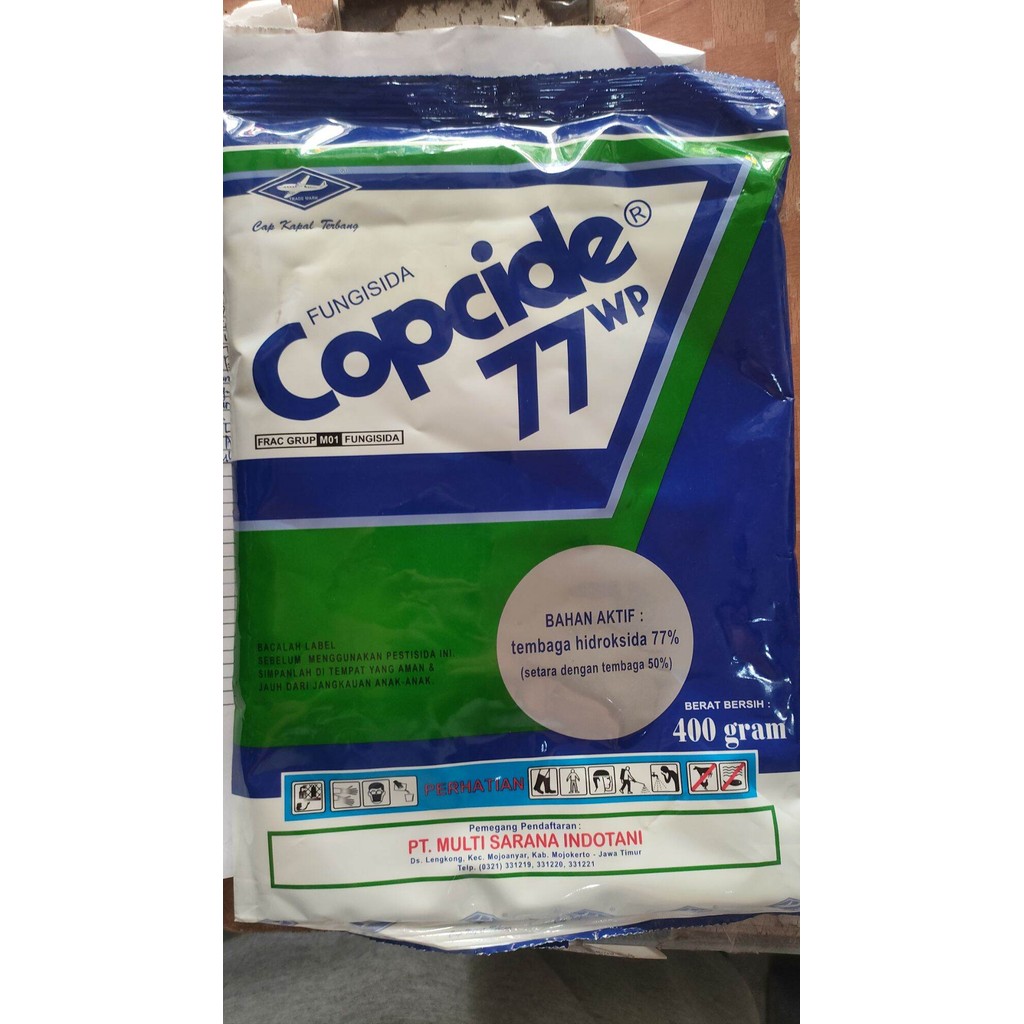 TRADE MARK
Cap Kapal Terbang
FUNGISIDA
Copcide®
77 WP
FRAC GRUP M01 FUNGISIDA
BAHAN AKTIF :
tembaga hidroksida 77%
(setara dengan tembaga 50%)
BACALAH LABEL
SEBELUM MENGGUNAKAN PESTISIDA INI.
SIMPANLAH DI TEMPAT YANG AMAN &
JAUH DARI JANGKAUAN ANAK-ANAK.
BERAT BERSIH :
400 gram
PERHATIAN
Pemegang Pendaftaran :
PT. MULTI SARANA INDOTANI
Ds. Lengkong, Kec. Mojoanyar, Kab. Mojokerto - Jawa Timur
Telp. (0321) 331219, 331220, 331221